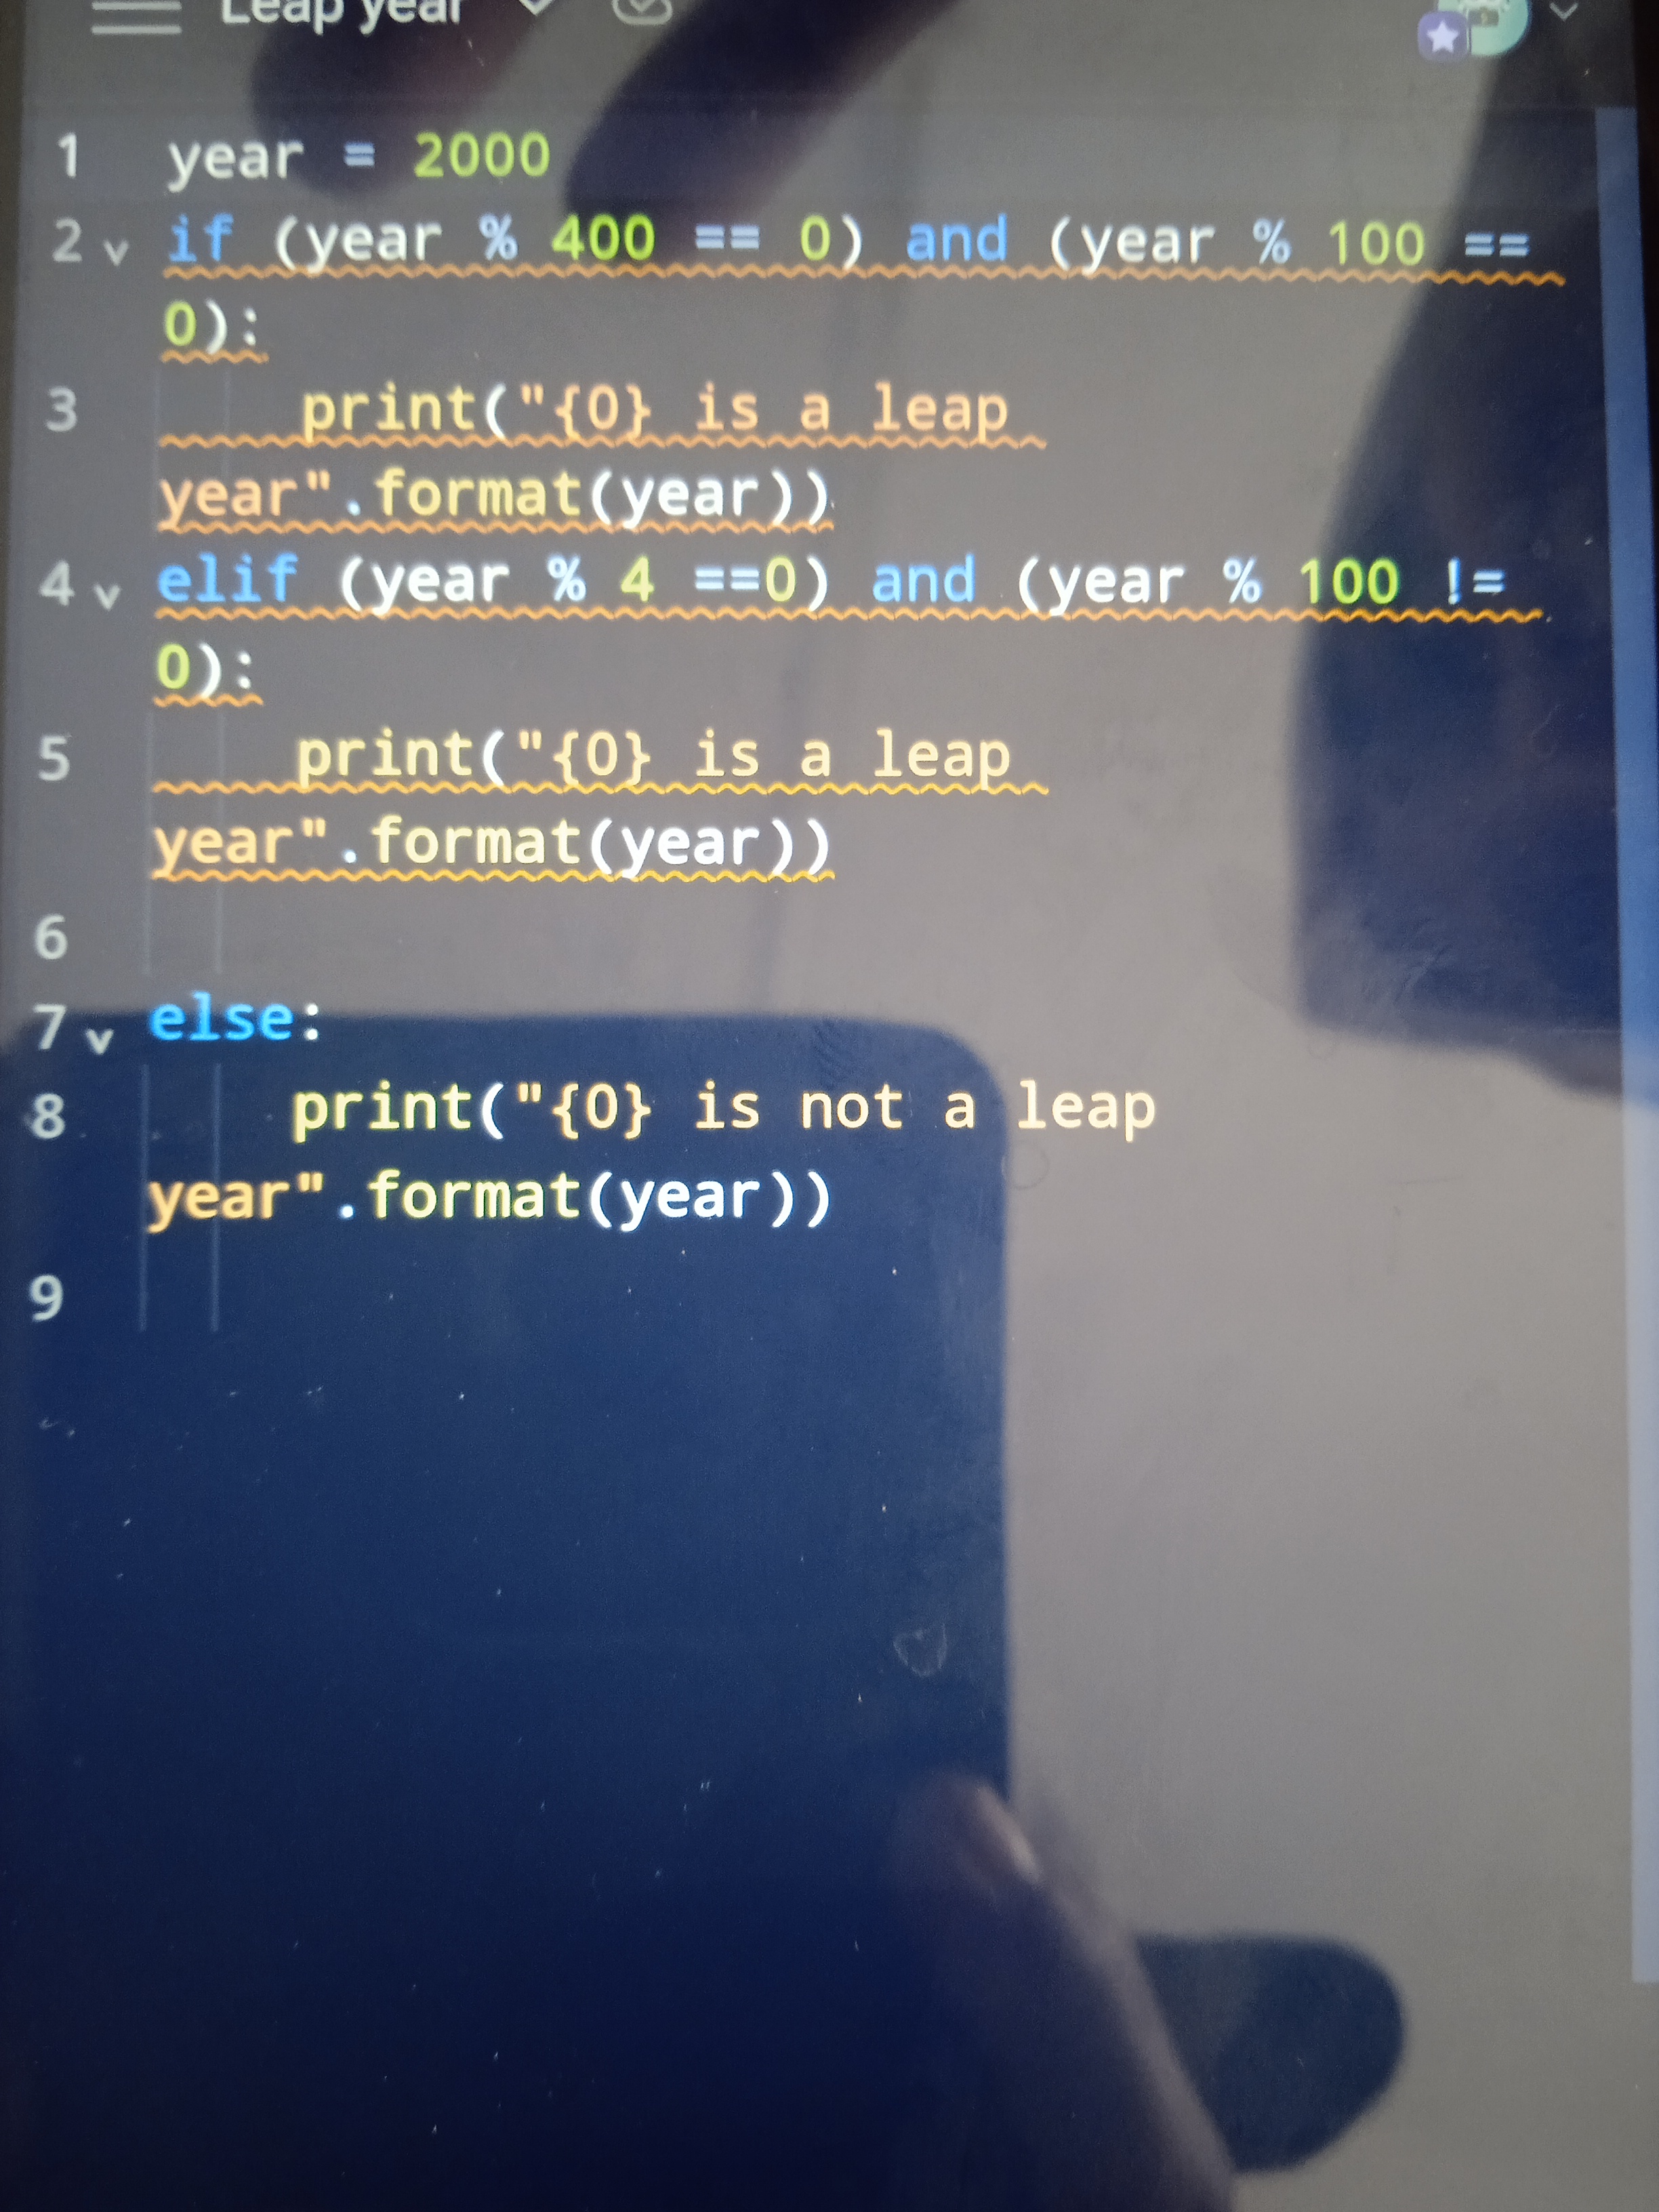 Leap year
1 year = 2000
2 if (year % 400 == 0) and (year % 100 ==
0):
3 print("{0} is a leap
year".format(year))
4 elif (year % 4 ==0) and (year % 100 !=
0):
5 print("{0} is a leap
year".format(year))
6
7 else:
8 print("{0} is not a leap
year".format(year))
9